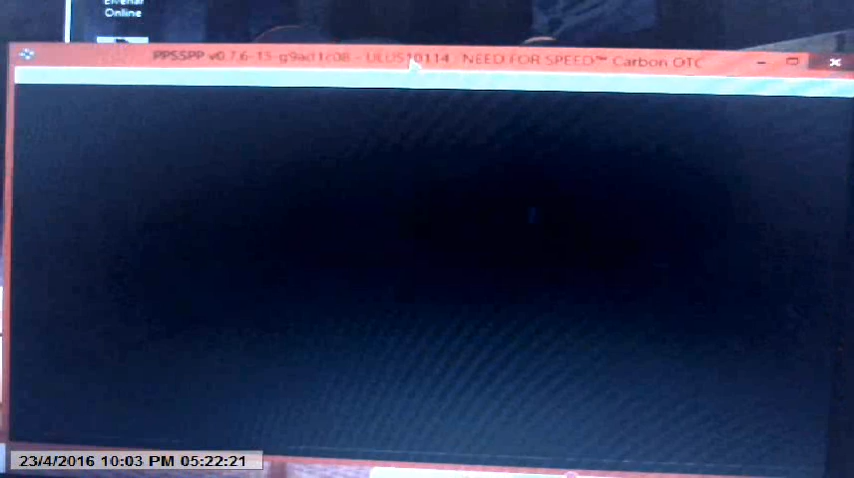 Elvenar
Online
PPSSPP v0.7.6-15-g9ad1c08 - ULUS10114 : NEED FOR SPEED™ Carbon OTC
23/4/2016 10:03 PM 05:22:21